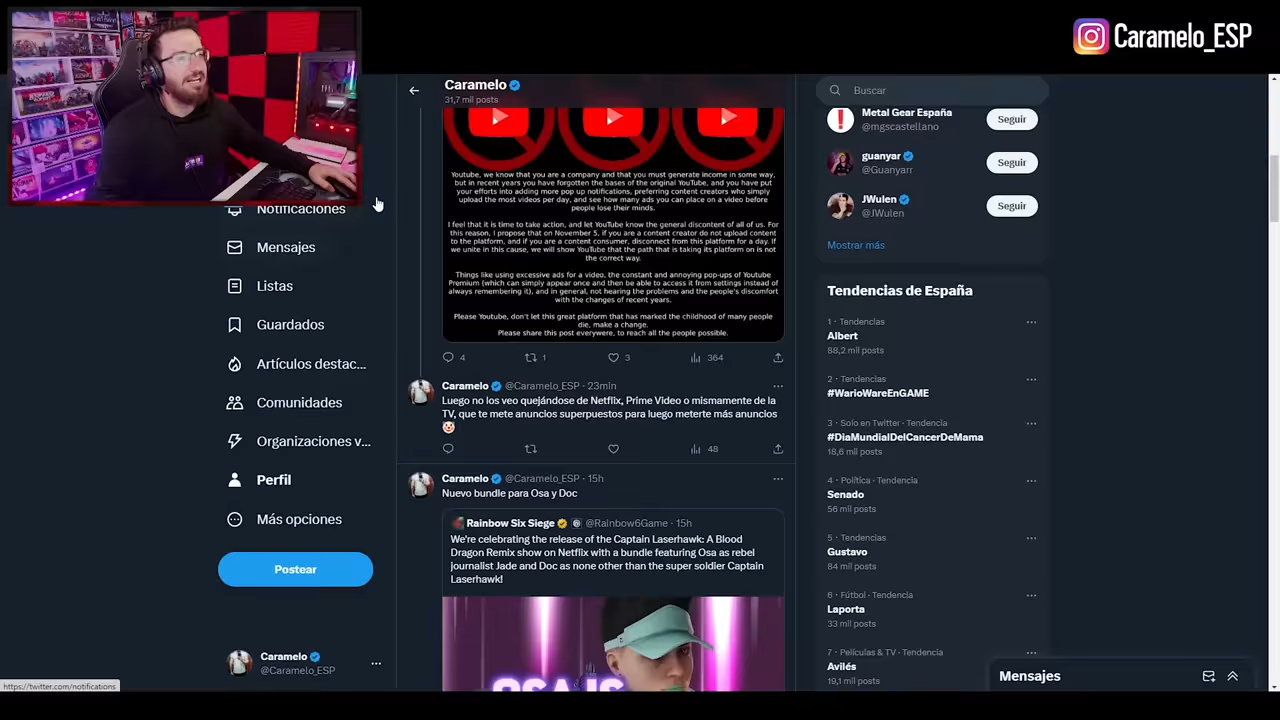 Caramelo_ESP
Notificaciones
Mensajes
Listas
Guardados
Artículos destac...
Comunidades
Organizaciones v...
Perfil
Más opciones
Postear
Caramelo
@Caramelo_ESP
https://twitter.com/notifications
Caramelo
31,7 mil posts
Youtube, we know that you are a company and that you must generate income in some way,
but in recent years you have forgotten the bases of the original YouTube, and you have put
your efforts into adding more pop up notifications, preferring content creators who simply
upload the most videos per day, and see how many ads you can place on a video before
people lose their minds.
I feel that it is time to take action, and let YouTube know the general discontent of all of us. For
this reason, I propose that on November 5, if you are a content creator do not upload content
to the platform, and if you are a content consumer, disconnect from this platform for a day. If
we unite in this cause, we will show YouTube that the path that is taking its platform on is not
the correct way.
Things like using excessive ads for a video, the constant and annoying pop-ups of Youtube
Premium (which can simply appear once and then be able to access it from settings instead of
always remembering it), and in general, not hearing the problems and the people's discomfort
with the changes of recent years.
Please Youtube, don't let this great platform that has marked the childhood of many people
die, make a change.
Please share this post everywere, to reach all the people possible.
4 1 3 364
Caramelo @Caramelo_ESP · 23min
Luego no los veo quejándose de Netflix, Prime Video o mismamente de la
TV, que te mete anuncios superpuestos para luego meterte más anuncios
48
Caramelo @Caramelo_ESP · 15h
Nuevo bundle para Osa y Doc
Rainbow Six Siege @Rainbow6Game · 15h
We're celebrating the release of the Captain Laserhawk: A Blood
Dragon Remix show on Netflix with a bundle featuring Osa as rebel
journalist Jade and Doc as none other than the super soldier Captain
Laserhawk!
OSA IS
Buscar
Metal Gear España
@mgscastellano
Seguir
guanyar
@Guanyarr
Seguir
JWulen
@JWulen
Seguir
Mostrar más
Tendencias de España
1 · Tendencias
Albert
88,2 mil posts
2 · Tendencias
#WarioWareEnGAME
3 · Solo en Twitter · Tendencia
#DiaMundialDelCancerDeMama
18,6 mil posts
4 · Política · Tendencia
Senado
56 mil posts
5 · Tendencias
Gustavo
84 mil posts
6 · Fútbol · Tendencia
Laporta
33 mil posts
7 · Películas & TV · Tendencia
Avilés
19,1 mil posts
Mensajes